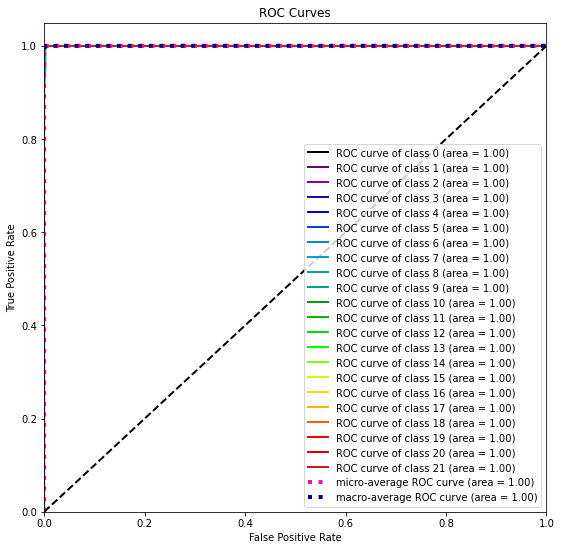 ROC Curves
True Positive Rate
1.0
0.8
0.6
0.4
0.2
0.0
ROC curve of class 0 (area = 1.00)
ROC curve of class 1 (area = 1.00)
ROC curve of class 2 (area = 1.00)
ROC curve of class 3 (area = 1.00)
ROC curve of class 4 (area = 1.00)
ROC curve of class 5 (area = 1.00)
ROC curve of class 6 (area = 1.00)
ROC curve of class 7 (area = 1.00)
ROC curve of class 8 (area = 1.00)
ROC curve of class 9 (area = 1.00)
ROC curve of class 10 (area = 1.00)
ROC curve of class 11 (area = 1.00)
ROC curve of class 12 (area = 1.00)
ROC curve of class 13 (area = 1.00)
ROC curve of class 14 (area = 1.00)
ROC curve of class 15 (area = 1.00)
ROC curve of class 16 (area = 1.00)
ROC curve of class 17 (area = 1.00)
ROC curve of class 18 (area = 1.00)
ROC curve of class 19 (area = 1.00)
ROC curve of class 20 (area = 1.00)
ROC curve of class 21 (area = 1.00)
micro-average ROC curve (area = 1.00)
macro-average ROC curve (area = 1.00)
0.0 0.2 0.4 0.6 0.8 1.0
False Positive Rate